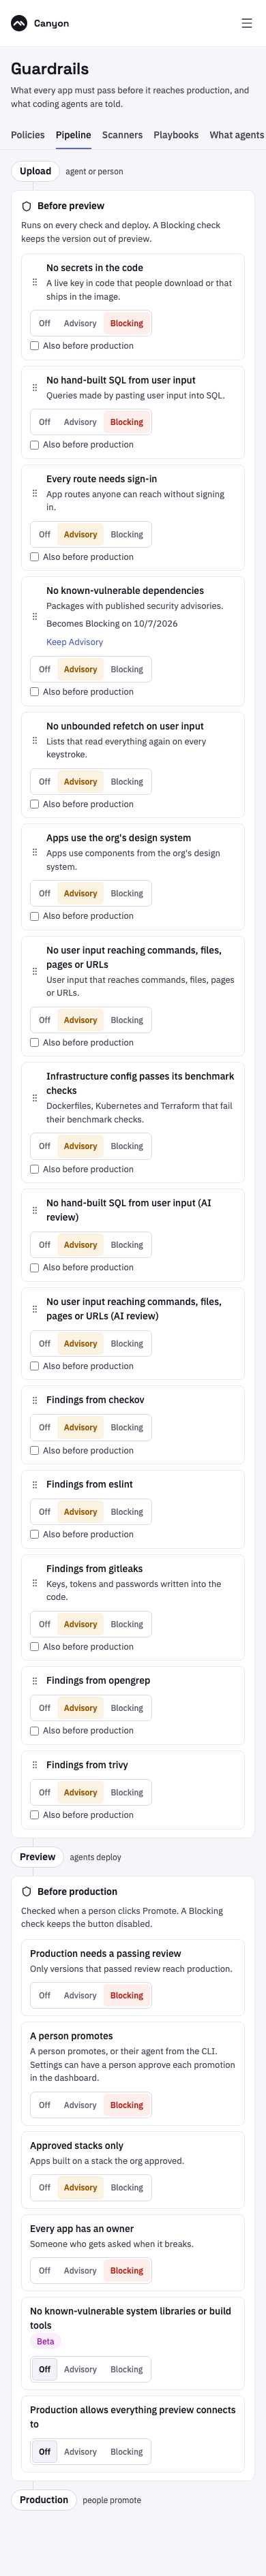 Canyon
Guardrails
What every app must pass before it reaches production, and
what coding agents are told.
Policies Pipeline Scanners Playbooks What agents
Upload agent or person
Before preview
Runs on every check and deploy. A Blocking check
keeps the version out of preview.
No secrets in the code
A live key in code that people download or that
ships in the image.
Off Advisory Blocking
Also before production
No hand-built SQL from user input
Queries made by pasting user input into SQL.
Off Advisory Blocking
Also before production
Every route needs sign-in
App routes anyone can reach without signing
in.
Off Advisory Blocking
Also before production
No known-vulnerable dependencies
Packages with published security advisories.
Becomes Blocking on 10/7/2026
Keep Advisory
Off Advisory Blocking
Also before production
No unbounded refetch on user input
Lists that read everything again on every
keystroke.
Off Advisory Blocking
Also before production
Apps use the org's design system
Apps use components from the org's design
system.
Off Advisory Blocking
Also before production
No user input reaching commands, files,
pages or URLs
User input that reaches commands, files, pages
or URLs.
Off Advisory Blocking
Also before production
Infrastructure config passes its benchmark
checks
Dockerfiles, Kubernetes and Terraform that fail
their benchmark checks.
Off Advisory Blocking
Also before production
No hand-built SQL from user input (AI
review)
Off Advisory Blocking
Also before production
No user input reaching commands, files,
pages or URLs (AI review)
Off Advisory Blocking
Also before production
Findings from checkov
Off Advisory Blocking
Also before production
Findings from eslint
Off Advisory Blocking
Also before production
Findings from gitleaks
Keys, tokens and passwords written into the
code.
Off Advisory Blocking
Also before production
Findings from opengrep
Off Advisory Blocking
Also before production
Findings from trivy
Off Advisory Blocking
Also before production
Preview agents deploy
Before production
Checked when a person clicks Promote. A Blocking
check keeps the button disabled.
Production needs a passing review
Only versions that passed review reach production.
Off Advisory Blocking
A person promotes
A person promotes, or their agent from the CLI.
Settings can have a person approve each promotion
in the dashboard.
Off Advisory Blocking
Approved stacks only
Apps built on a stack the org approved.
Off Advisory Blocking
Every app has an owner
Someone who gets asked when it breaks.
Off Advisory Blocking
No known-vulnerable system libraries or build
tools
Beta
Off Advisory Blocking
Production allows everything preview connects
to
Off Advisory Blocking
Production people promote